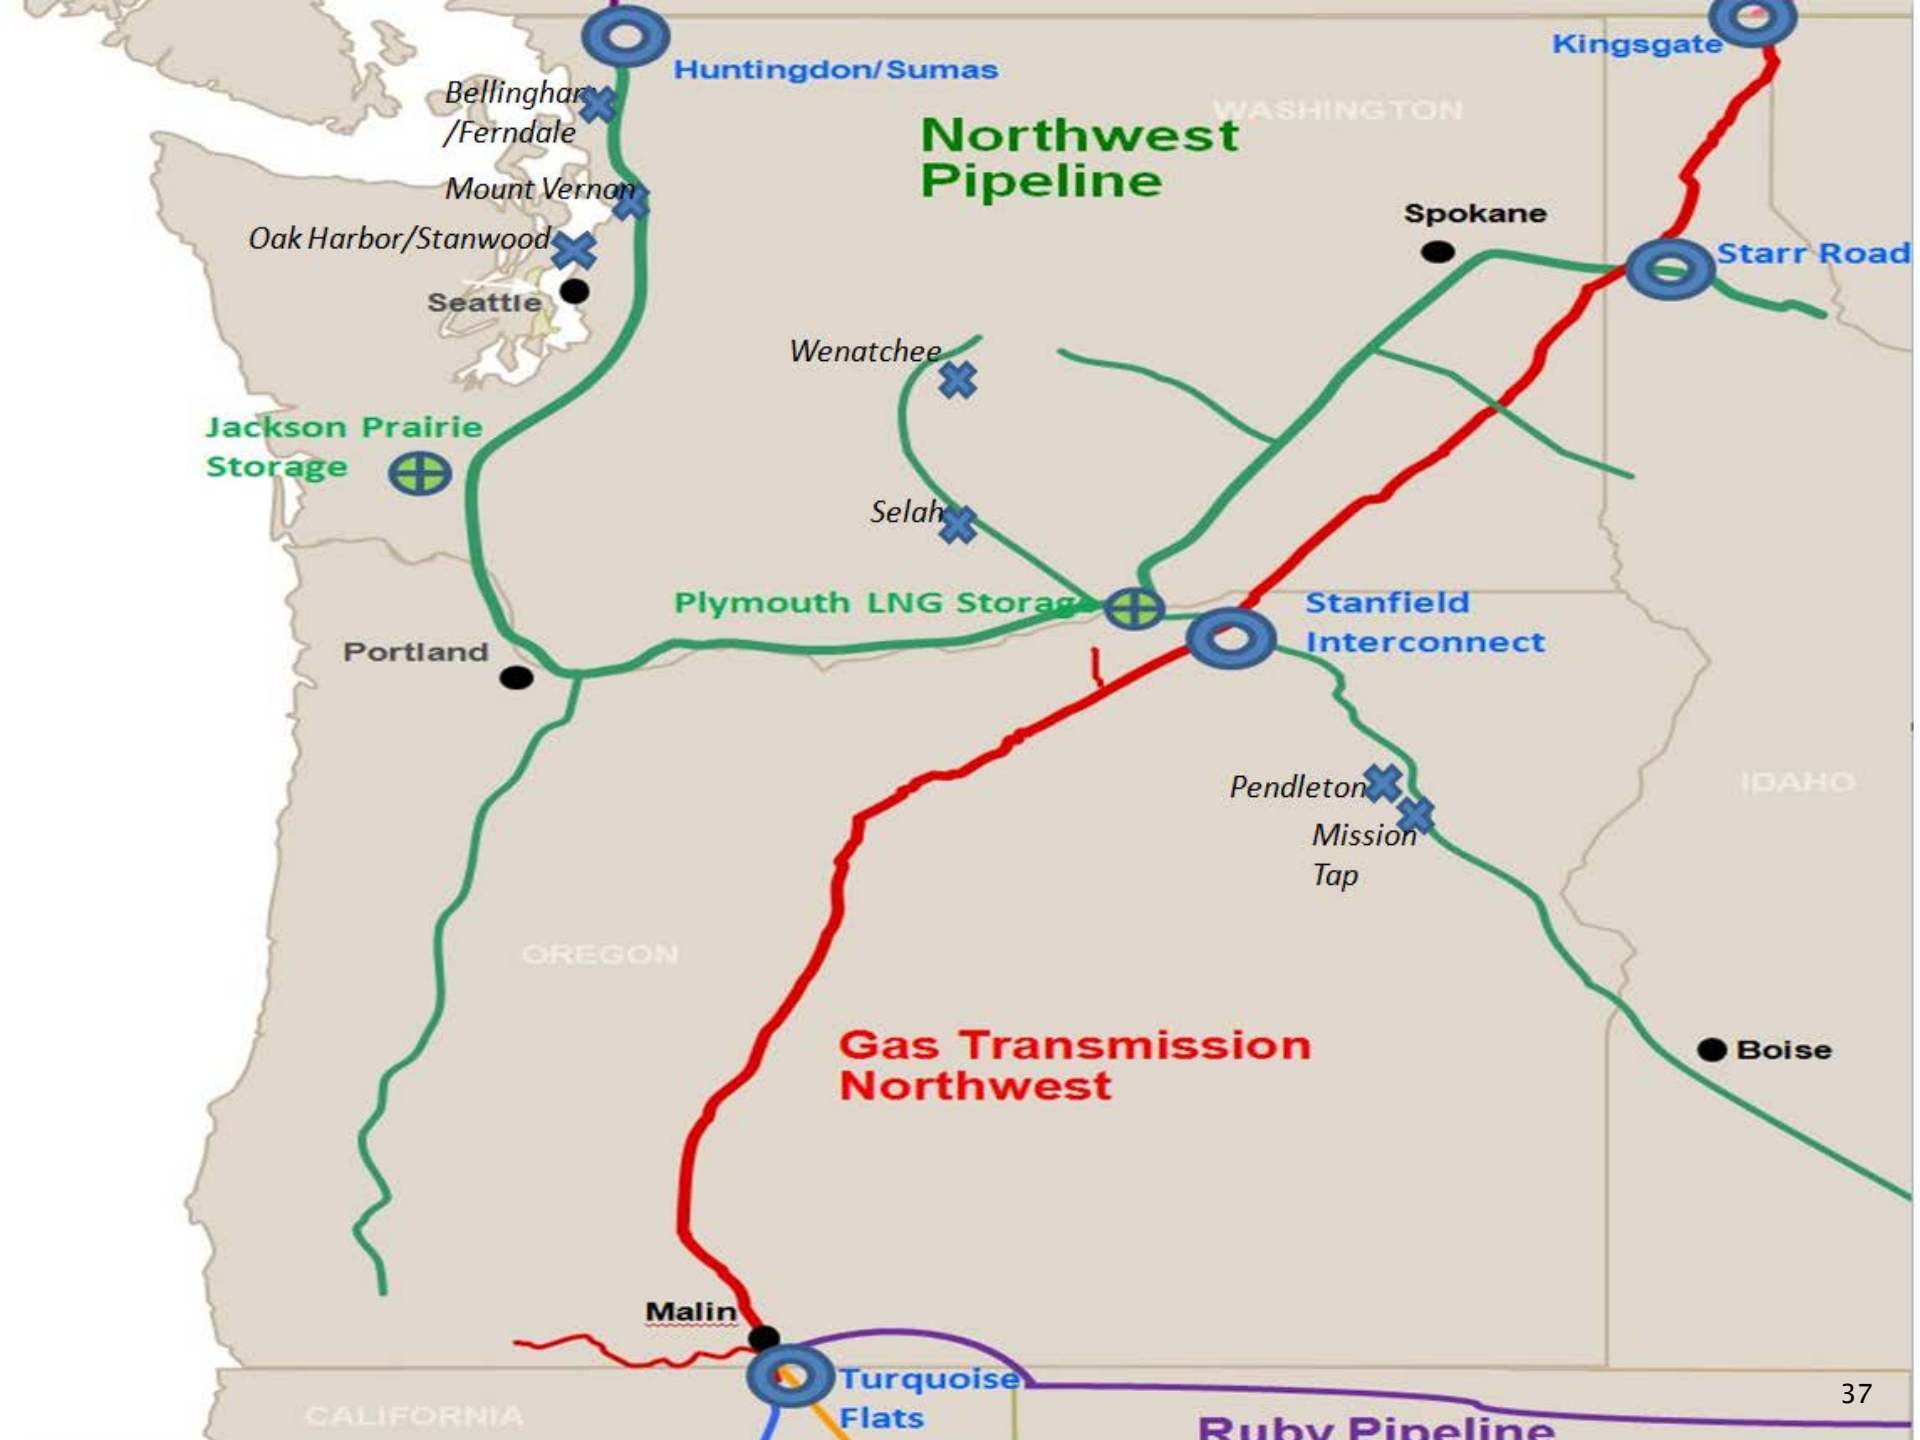 Kingsgate
Huntingdon/Sumas
Bellingham
/Ferndale
WASHINGTON
Northwest
Pipeline
Mount Vernon
Spokane
Oak Harbor/Stanwood
Starr Road
Seattle
Wenatchee
Jackson Prairie
Storage
Selah
Plymouth LNG Storage
Stanfield
Interconnect
Portland
IDAHO
Pendleton
Mission
Tap
OREGON
Gas Transmission
Northwest
Boise
Malin
Turquoise
Flats
37
CALIFORNIA
Ruby Pipeline